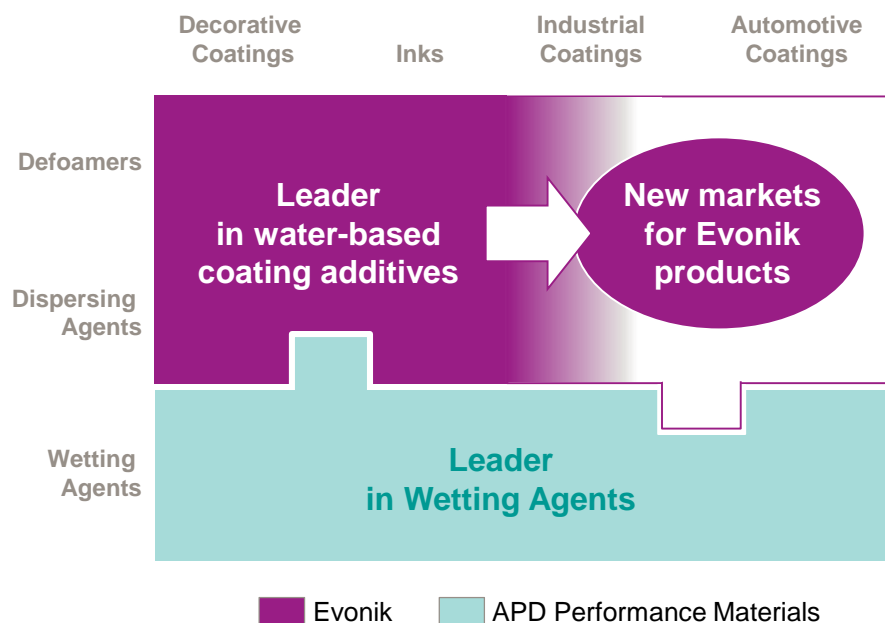 Decorative
Coatings
Inks
Industrial
Coatings
Automotive
Coatings
Defoamers
Leader
in water-based
coating additives
New markets
for Evonik
products
Dispersing
Agents
Wetting
Agents
Leader
in Wetting Agents
Evonik
APD Performance Materials